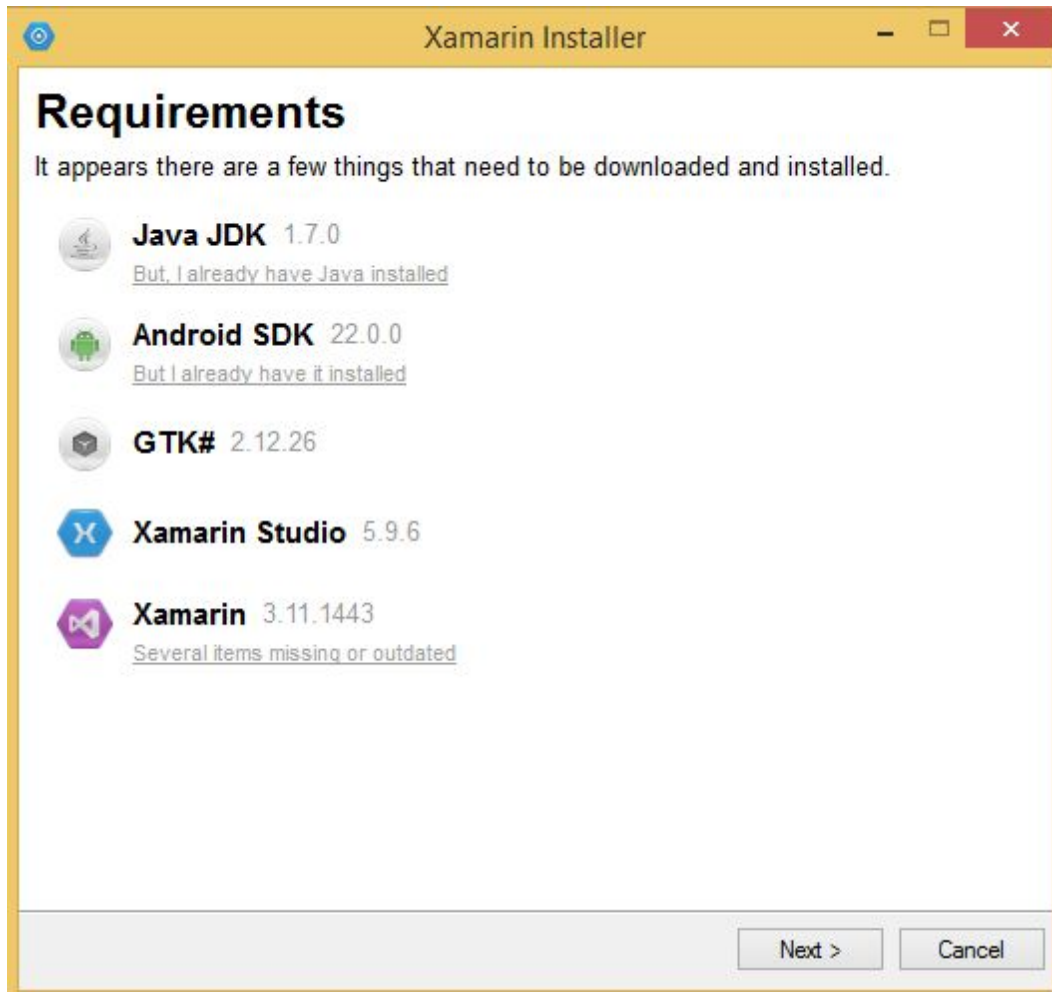 Xamarin Installer
Requirements
It appears there are a few things that need to be downloaded and installed.
Java JDK 1.7.0
But, I already have Java installed
Android SDK 22.0.0
But I already have it installed
GTK# 2.12.26
Xamarin Studio 5.9.6
Xamarin 3.11.1443
Several items missing or outdated
Next > Cancel